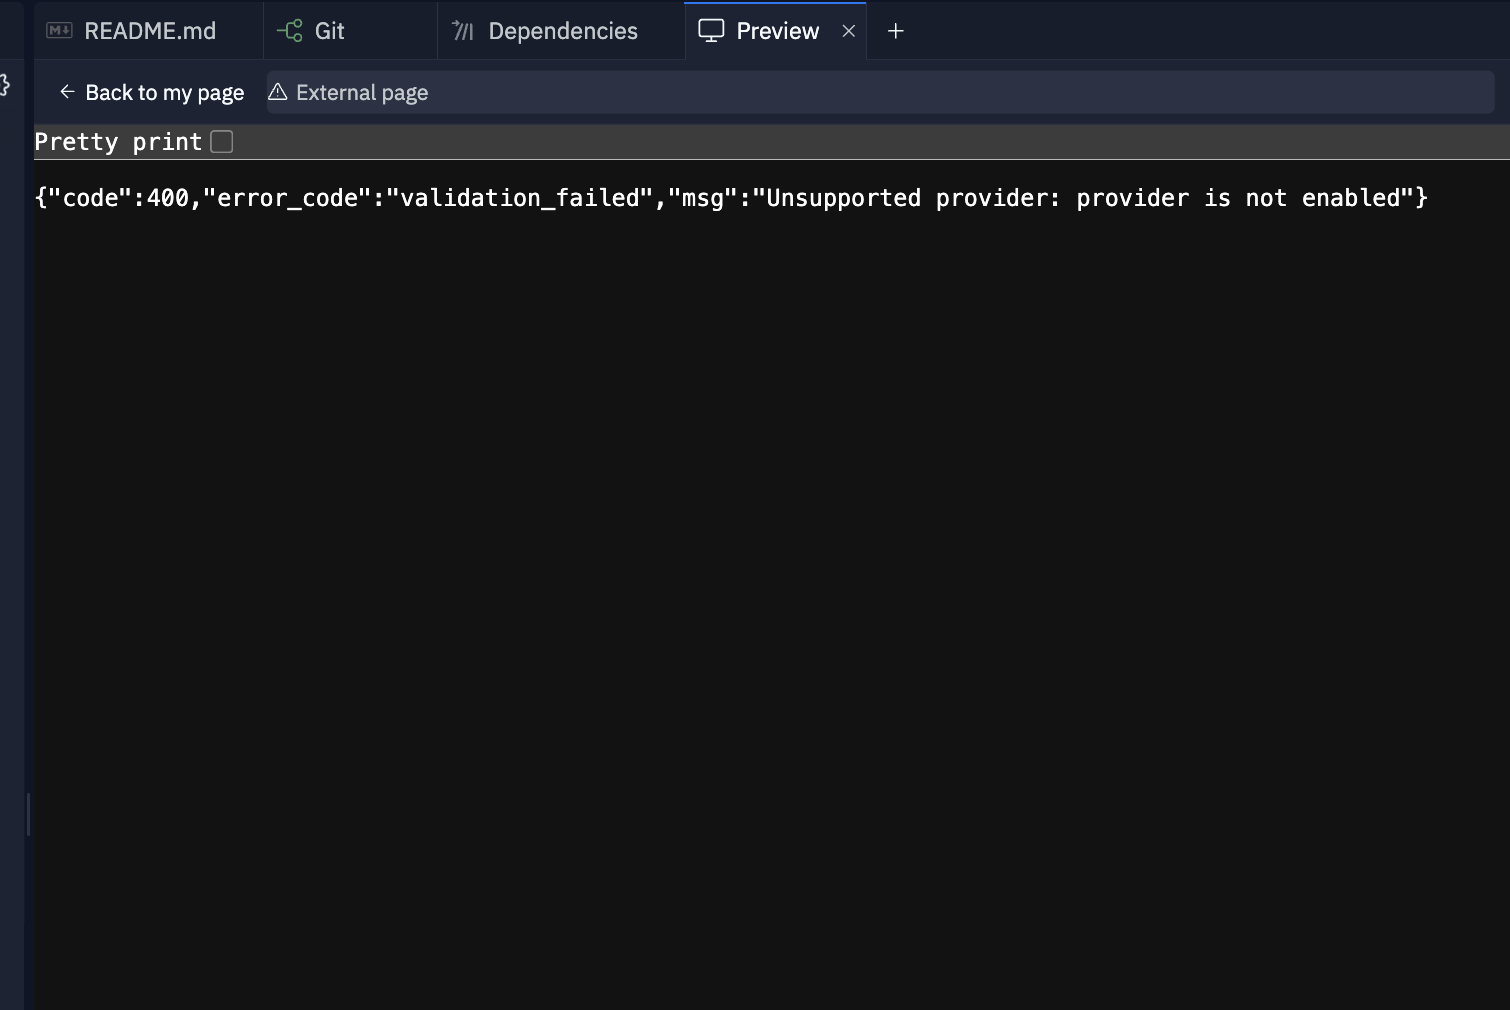 README.md
Git
Dependencies
Preview
Back to my page
External page
Pretty print
{"code":400,"error_code":"validation_failed","msg":"Unsupported provider: provider is not enabled"}